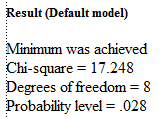 Result (Default model)
Minimum was achieved
Chi-square = 17.248
Degrees of freedom = 8
Probability level = .028